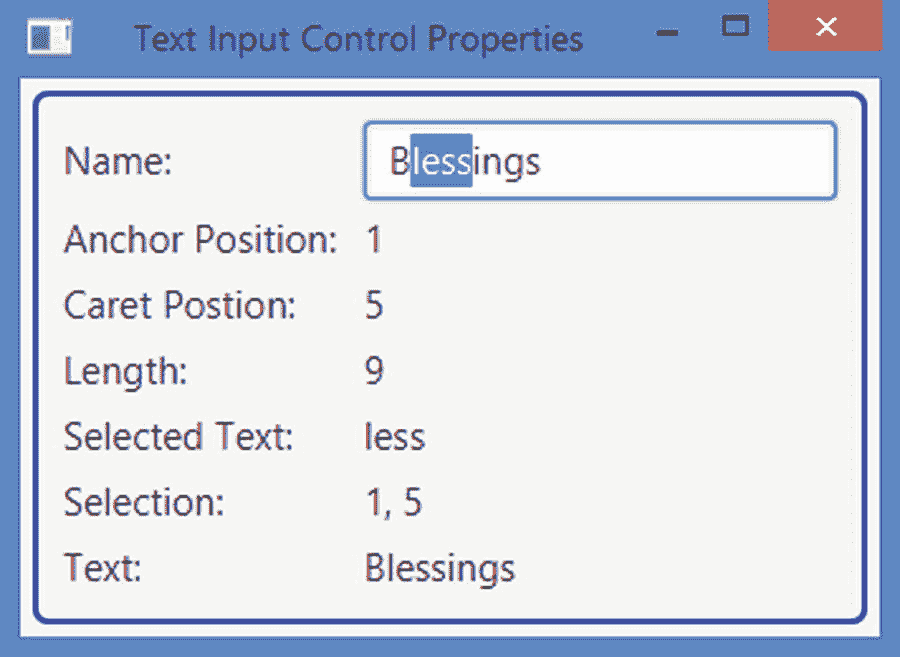 Text Input Control Properties
Name: Blessings
Anchor Position: 1
Caret Postion: 5
Length: 9
Selected Text: less
Selection: 1, 5
Text: Blessings